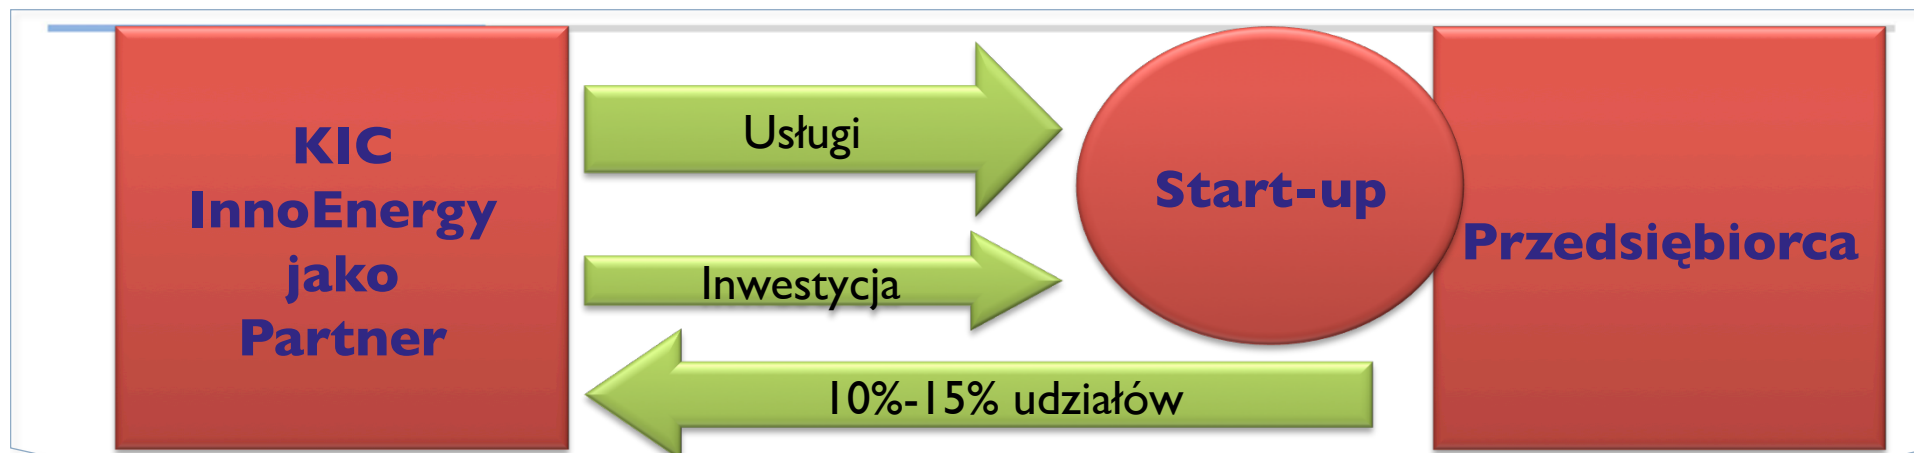 KIC
InnoEnergy
jako
Partner
Usługi
Inwestycja
10%-15% udziałów
Start-up
Przedsiębiorca